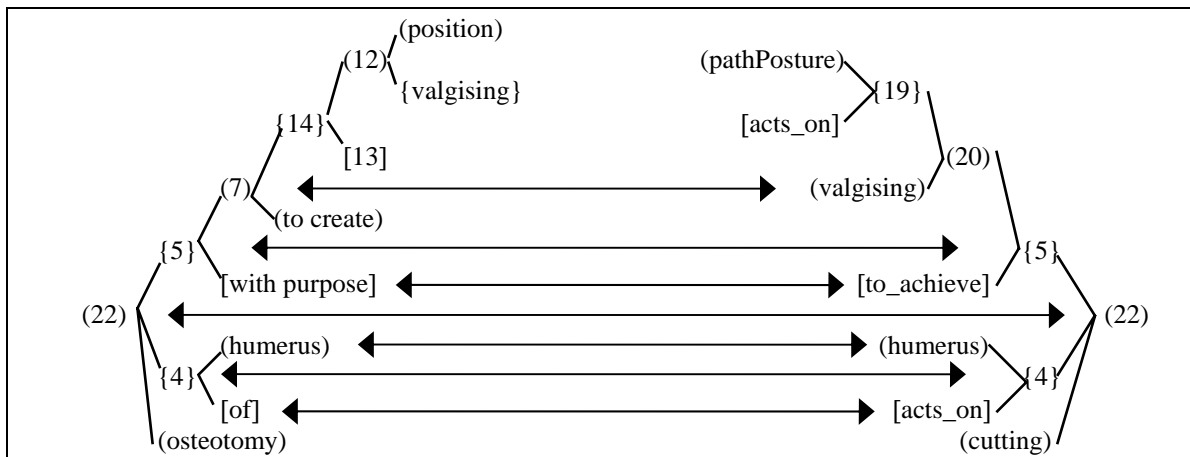 (position)
(12) (pathPosture)
{valgising} {19}
{14} [acts_on]
[13] (20)
(7) (valgising)
(to create)
{5} {5}
[with purpose] [to_achieve]
(22) (22)
(humerus) (humerus)
{4} {4}
[of] [acts_on]
(osteotomy) (cutting)